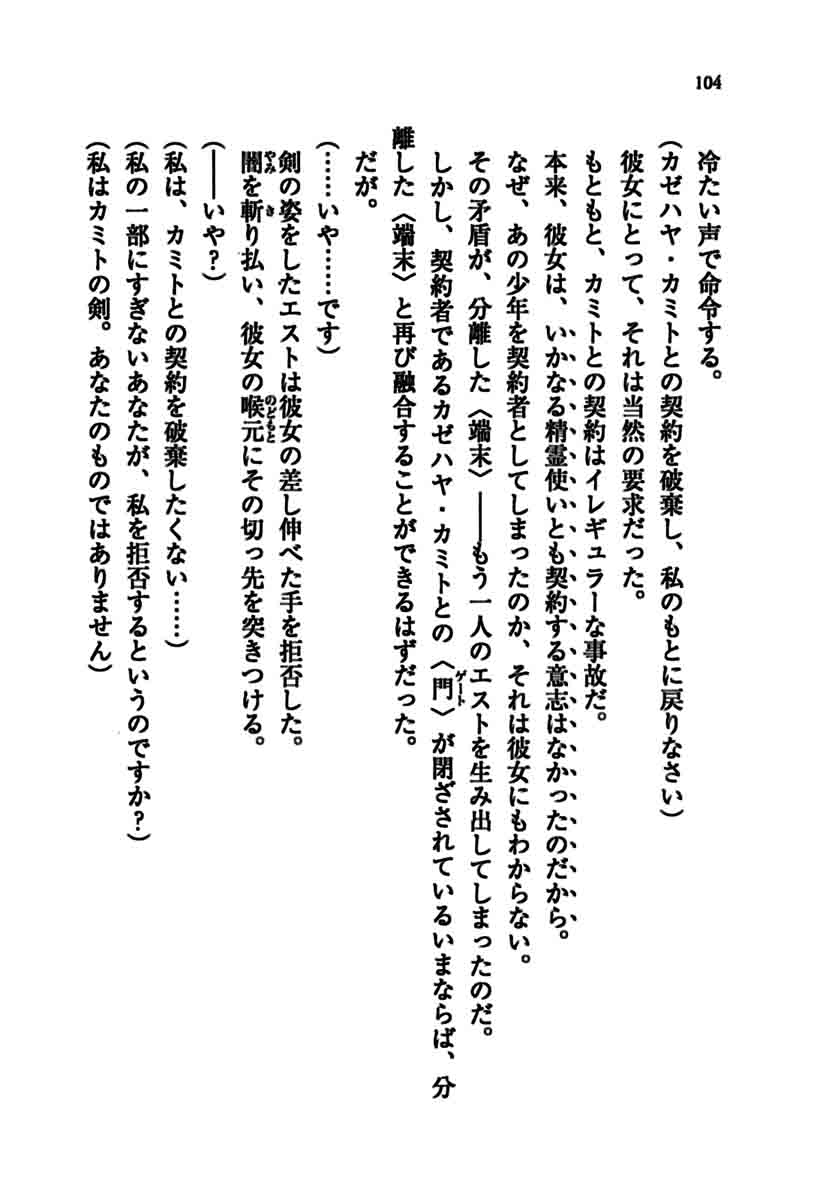 104
冷たい声で命令する。
(カゼハヤ・カミトとの契約を破棄し、私のもとに戻りなさい)
彼女にとって、それは当然の要求だった。
もともと、カミトとの契約はイレギュラーな事故だ。
本来、彼女は、いかなる精霊使いとも契約する意志はなかったのだから。
なぜ、あの少年を契約者としてしまったのか、それは彼女にもわからない。
その矛盾が、分離した〈端末〉――もう一人のエストを生み出してしまったのだ。
しかし、契約者であるカゼハヤ・カミトとの〈門〉が閉ざされているいまならば、分
ゲート
離した〈端末〉と再び融合することができるはずだった。
だが。
(……いや……です)
剣の姿をしたエストは彼女の差し伸べた手を拒否した。
闇を斬り払い、彼女の喉元にその切っ先を突きつける。
やみ
き
のどもと
(――いや?)
(私は、カミトとの契約を破棄したくない……)
(私の一部にすぎないあなたが、私を拒否するというのですか?)
(私はカミトの剣。あなたのものではありません)